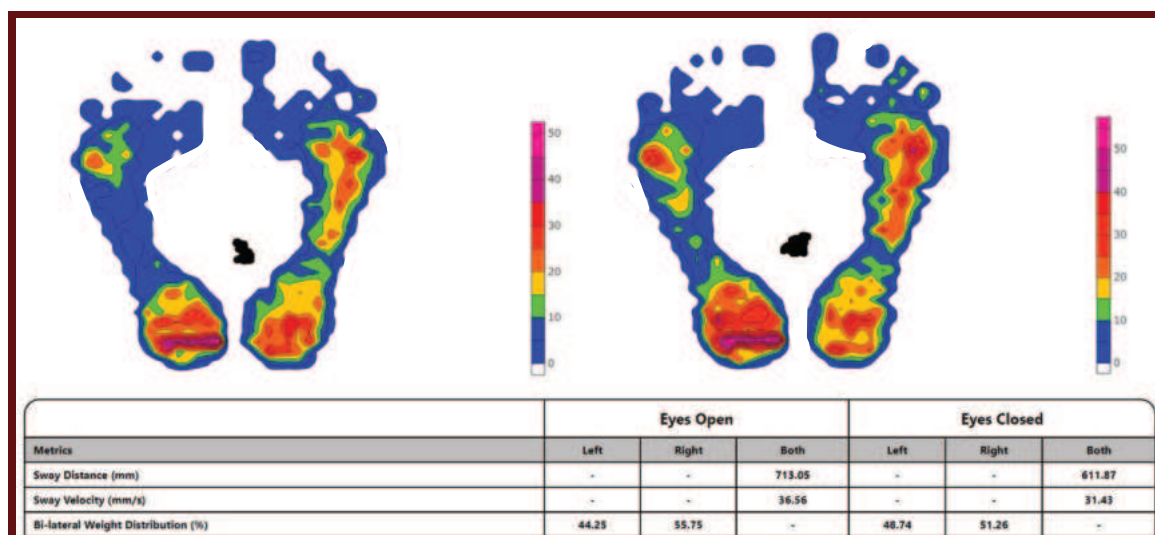 50
40
30
20
10
0
50
40
30
20
10
0
Eyes Open Eyes Closed
Metrics Left Right Both Left Right Both
Sway Distance (mm) - - 713.05 - - 611.87
Sway Velocity (mm/s) - - 36.56 - - 31.43
Bi-lateral Weight Distribution (%) 44.25 55.75 - 48.74 51.26 -